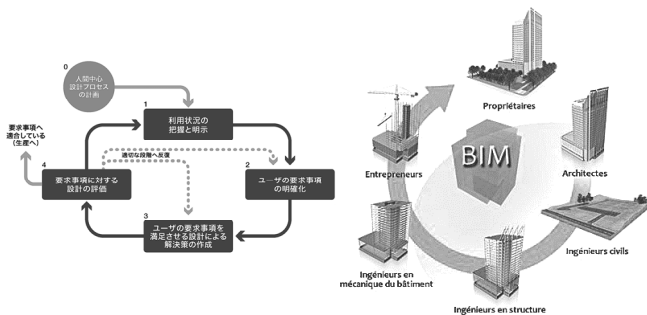 0
人間中心
設計プロセス
の計画
1
利用状況の
把握と明示
要求事項へ
適合している
(生産へ)
適切な段階へ反復
4
要求事項に対する
設計の評価
2
ユーザの要求事項
の明確化
3
ユーザの要求事項を
満足させる設計による
解決策の作成
Propriétaires
BIM
Entrepreneurs
Architectes
Ingénieurs civils
Ingénieurs en
mécanique du bâtiment
Ingénieurs en structure